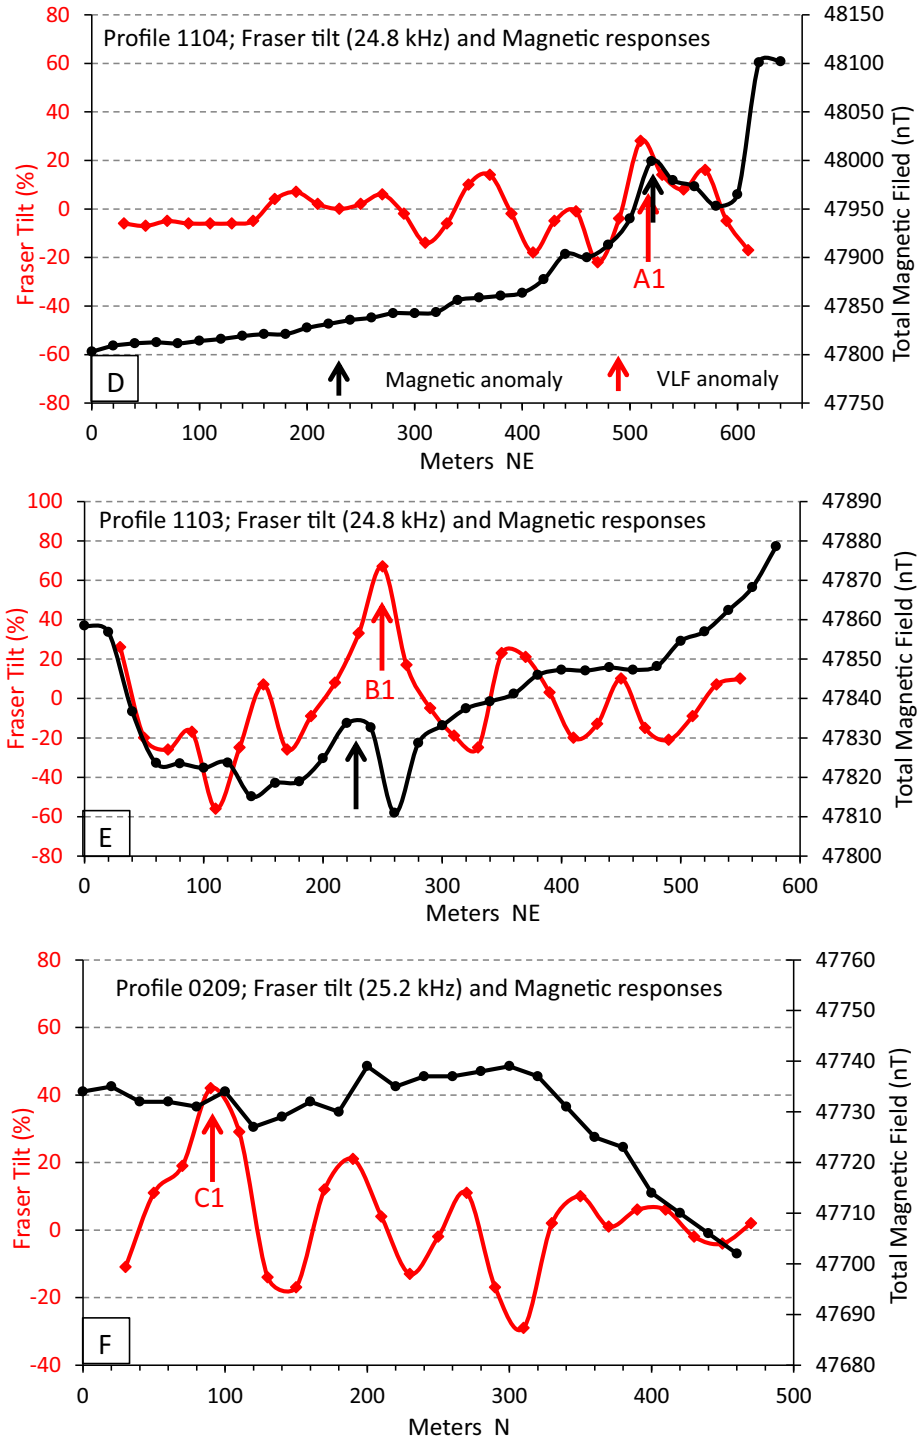 Profile 1104; Fraser tilt (24.8 kHz) and Magnetic responses
80
60
40
20
0
-20
-40
-60
-80
Fraser Tilt (%)
48150
48100
48050
48000
47950
47900
47850
47800
47750
Total Magnetic Filed (nT)
A1
D
Magnetic anomaly
VLF anomaly
0 100 200 300 400 500 600
Meters NE
Profile 1103; Fraser tilt (24.8 kHz) and Magnetic responses
100
80
60
40
20
0
-20
-40
-60
-80
Fraser Tilt (%)
47890
47880
47870
47860
47850
47840
47830
47820
47810
47800
Total Magnetic Field (nT)
B1
E
0 100 200 300 400 500 600
Meters NE
Profile 0209; Fraser tilt (25.2 kHz) and Magnetic responses
80
60
40
20
0
-20
-40
Fraser Tilt (%)
47760
47750
47740
47730
47720
47710
47700
47690
47680
Total Magnetic Field (nT)
C1
F
0 100 200 300 400 500
Meters N